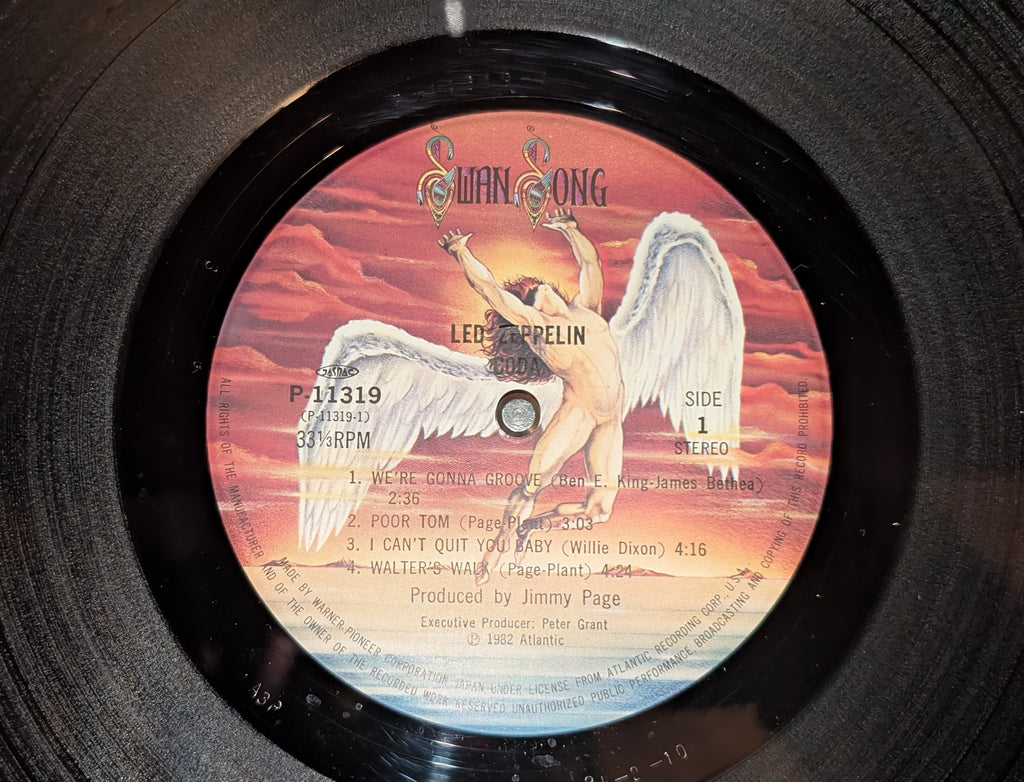 SWAN SONG
LED ZEPPELIN
CODA
JASRAC
P-11319
(P-11319-1)
33⅓RPM
SIDE
1
STEREO
1. WE'RE GONNA GROOVE (Ben E. King-James Bethea)
2:36
2. POOR TOM (Page-Plant) 3:03
3. I CAN'T QUIT YOU BABY (Willie Dixon) 4:16
4. WALTER'S WALK (Page-Plant) 4:24
Produced by Jimmy Page
Executive Producer: Peter Grant
Ⓟ 1982 Atlantic
MADE BY WARNER-PIONEER CORPORATION JAPAN UNDER LICENSE FROM ATLANTIC RECORDING CORP. U.S.A.
ALL RIGHTS OF THE MANUFACTURER AND OF THE OWNER OF THE RECORDED WORK RESERVED UNAUTHORIZED PUBLIC PERFORMANCE BROADCASTING AND COPYING OF THIS RECORD PROHIBITED.